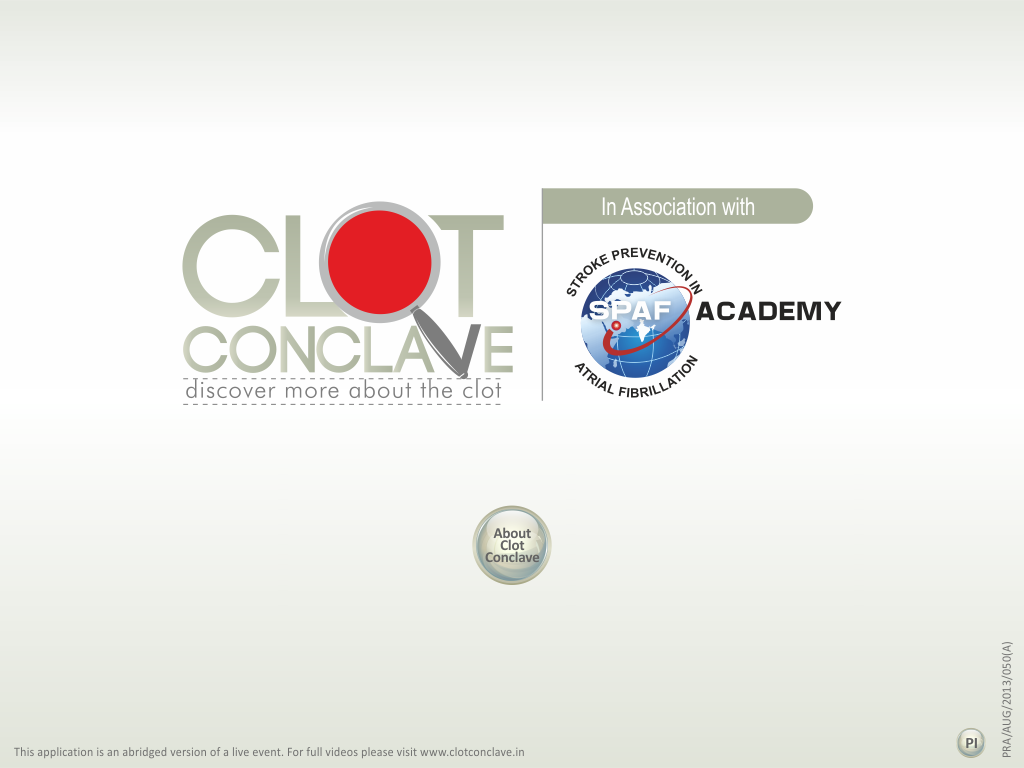 CLOT
CONCLAVE
discover more about the clot
In Association with
STROKE PREVENTION IN
SPAF ACADEMY
ATRIAL FIBRILLATION
About
Clot
Conclave
PI
PRA/AUG/2013/050(A)
This application is an abridged version of a live event. For full videos please visit www.clotconclave.in